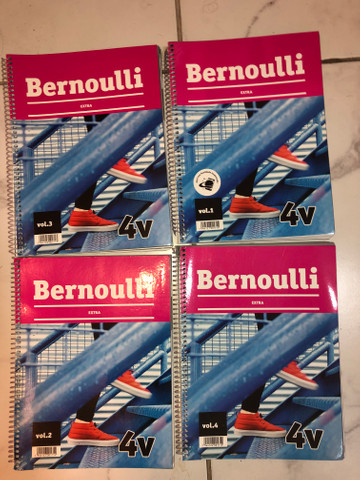 Bernoulli
EXTRA
vol.3
4v
Bernoulli
EXTRA
vol.1
4v
Bernoulli
EXTRA
vol.2
4v
Bernoulli
EXTRA
vol.4
4v